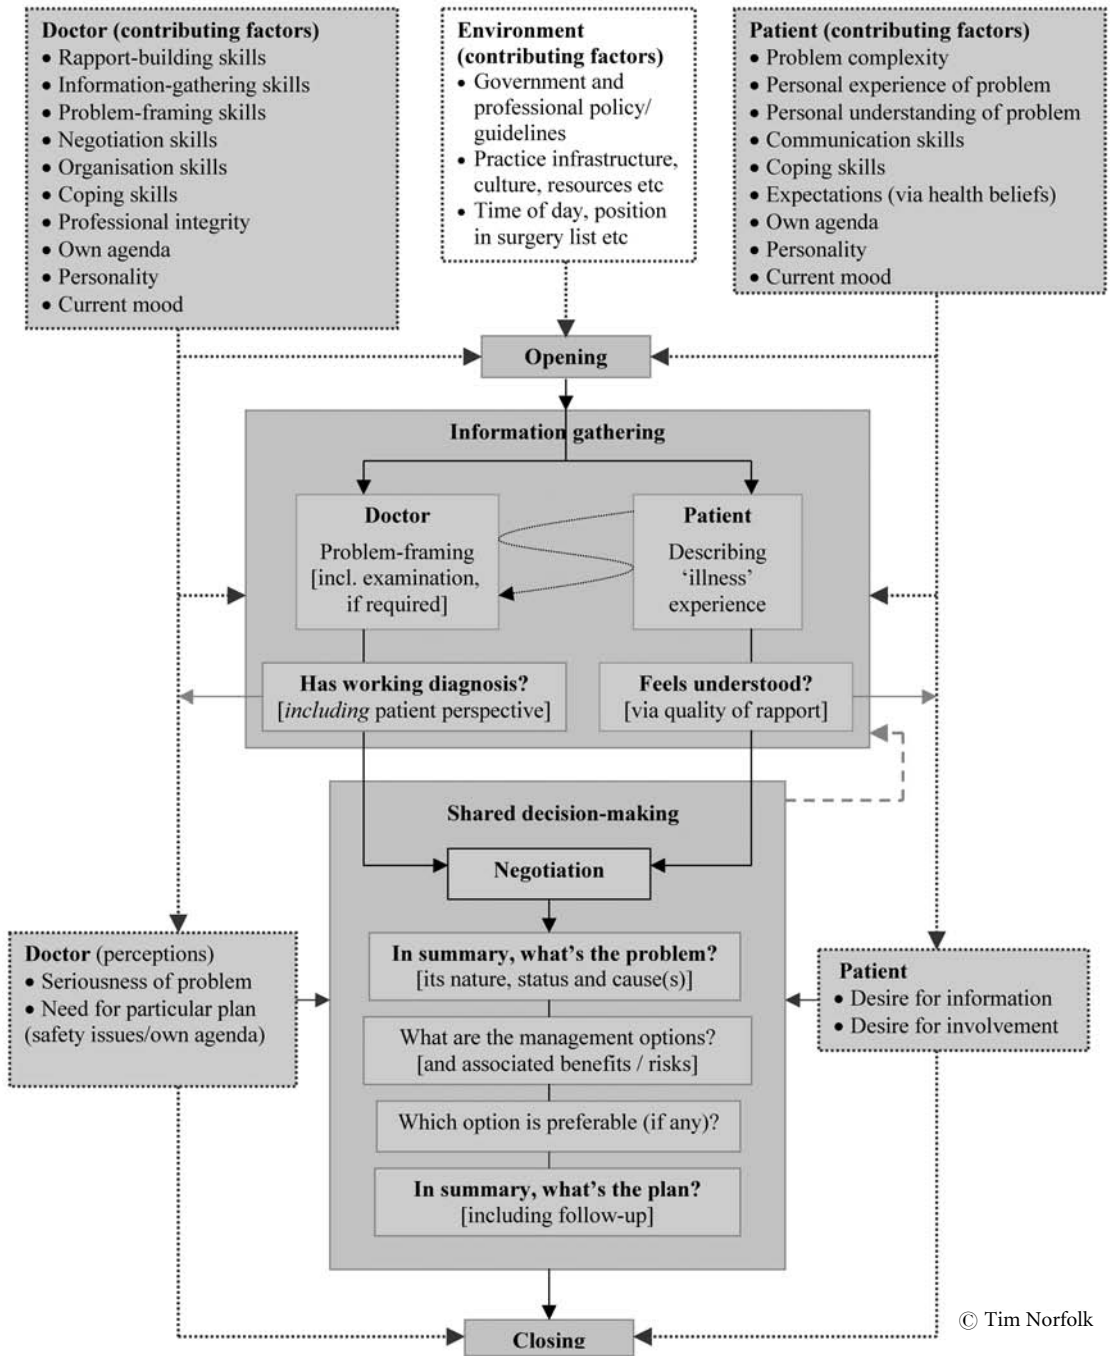 Doctor (contributing factors)
• Rapport-building skills
• Information-gathering skills
• Problem-framing skills
• Negotiation skills
• Organisation skills
• Coping skills
• Professional integrity
• Own agenda
• Personality
• Current mood
Environment
(contributing factors)
• Government and
professional policy/
guidelines
• Practice infrastructure,
culture, resources etc
• Time of day, position
in surgery list etc
Patient (contributing factors)
• Problem complexity
• Personal experience of problem
• Personal understanding of problem
• Communication skills
• Coping skills
• Expectations (via health beliefs)
• Own agenda
• Personality
• Current mood
Opening
Information gathering
Doctor
Problem-framing
[incl. examination,
if required]
Patient
Describing
‘illness’
experience
Has working diagnosis?
[including patient perspective]
Feels understood?
[via quality of rapport]
Shared decision-making
Negotiation
Doctor (perceptions)
• Seriousness of problem
• Need for particular plan
(safety issues/own agenda)
In summary, what’s the problem?
[its nature, status and cause(s)]
What are the management options?
[and associated benefits / risks]
Which option is preferable (if any)?
In summary, what’s the plan?
[including follow-up]
Patient
• Desire for information
• Desire for involvement
Closing
© Tim Norfolk